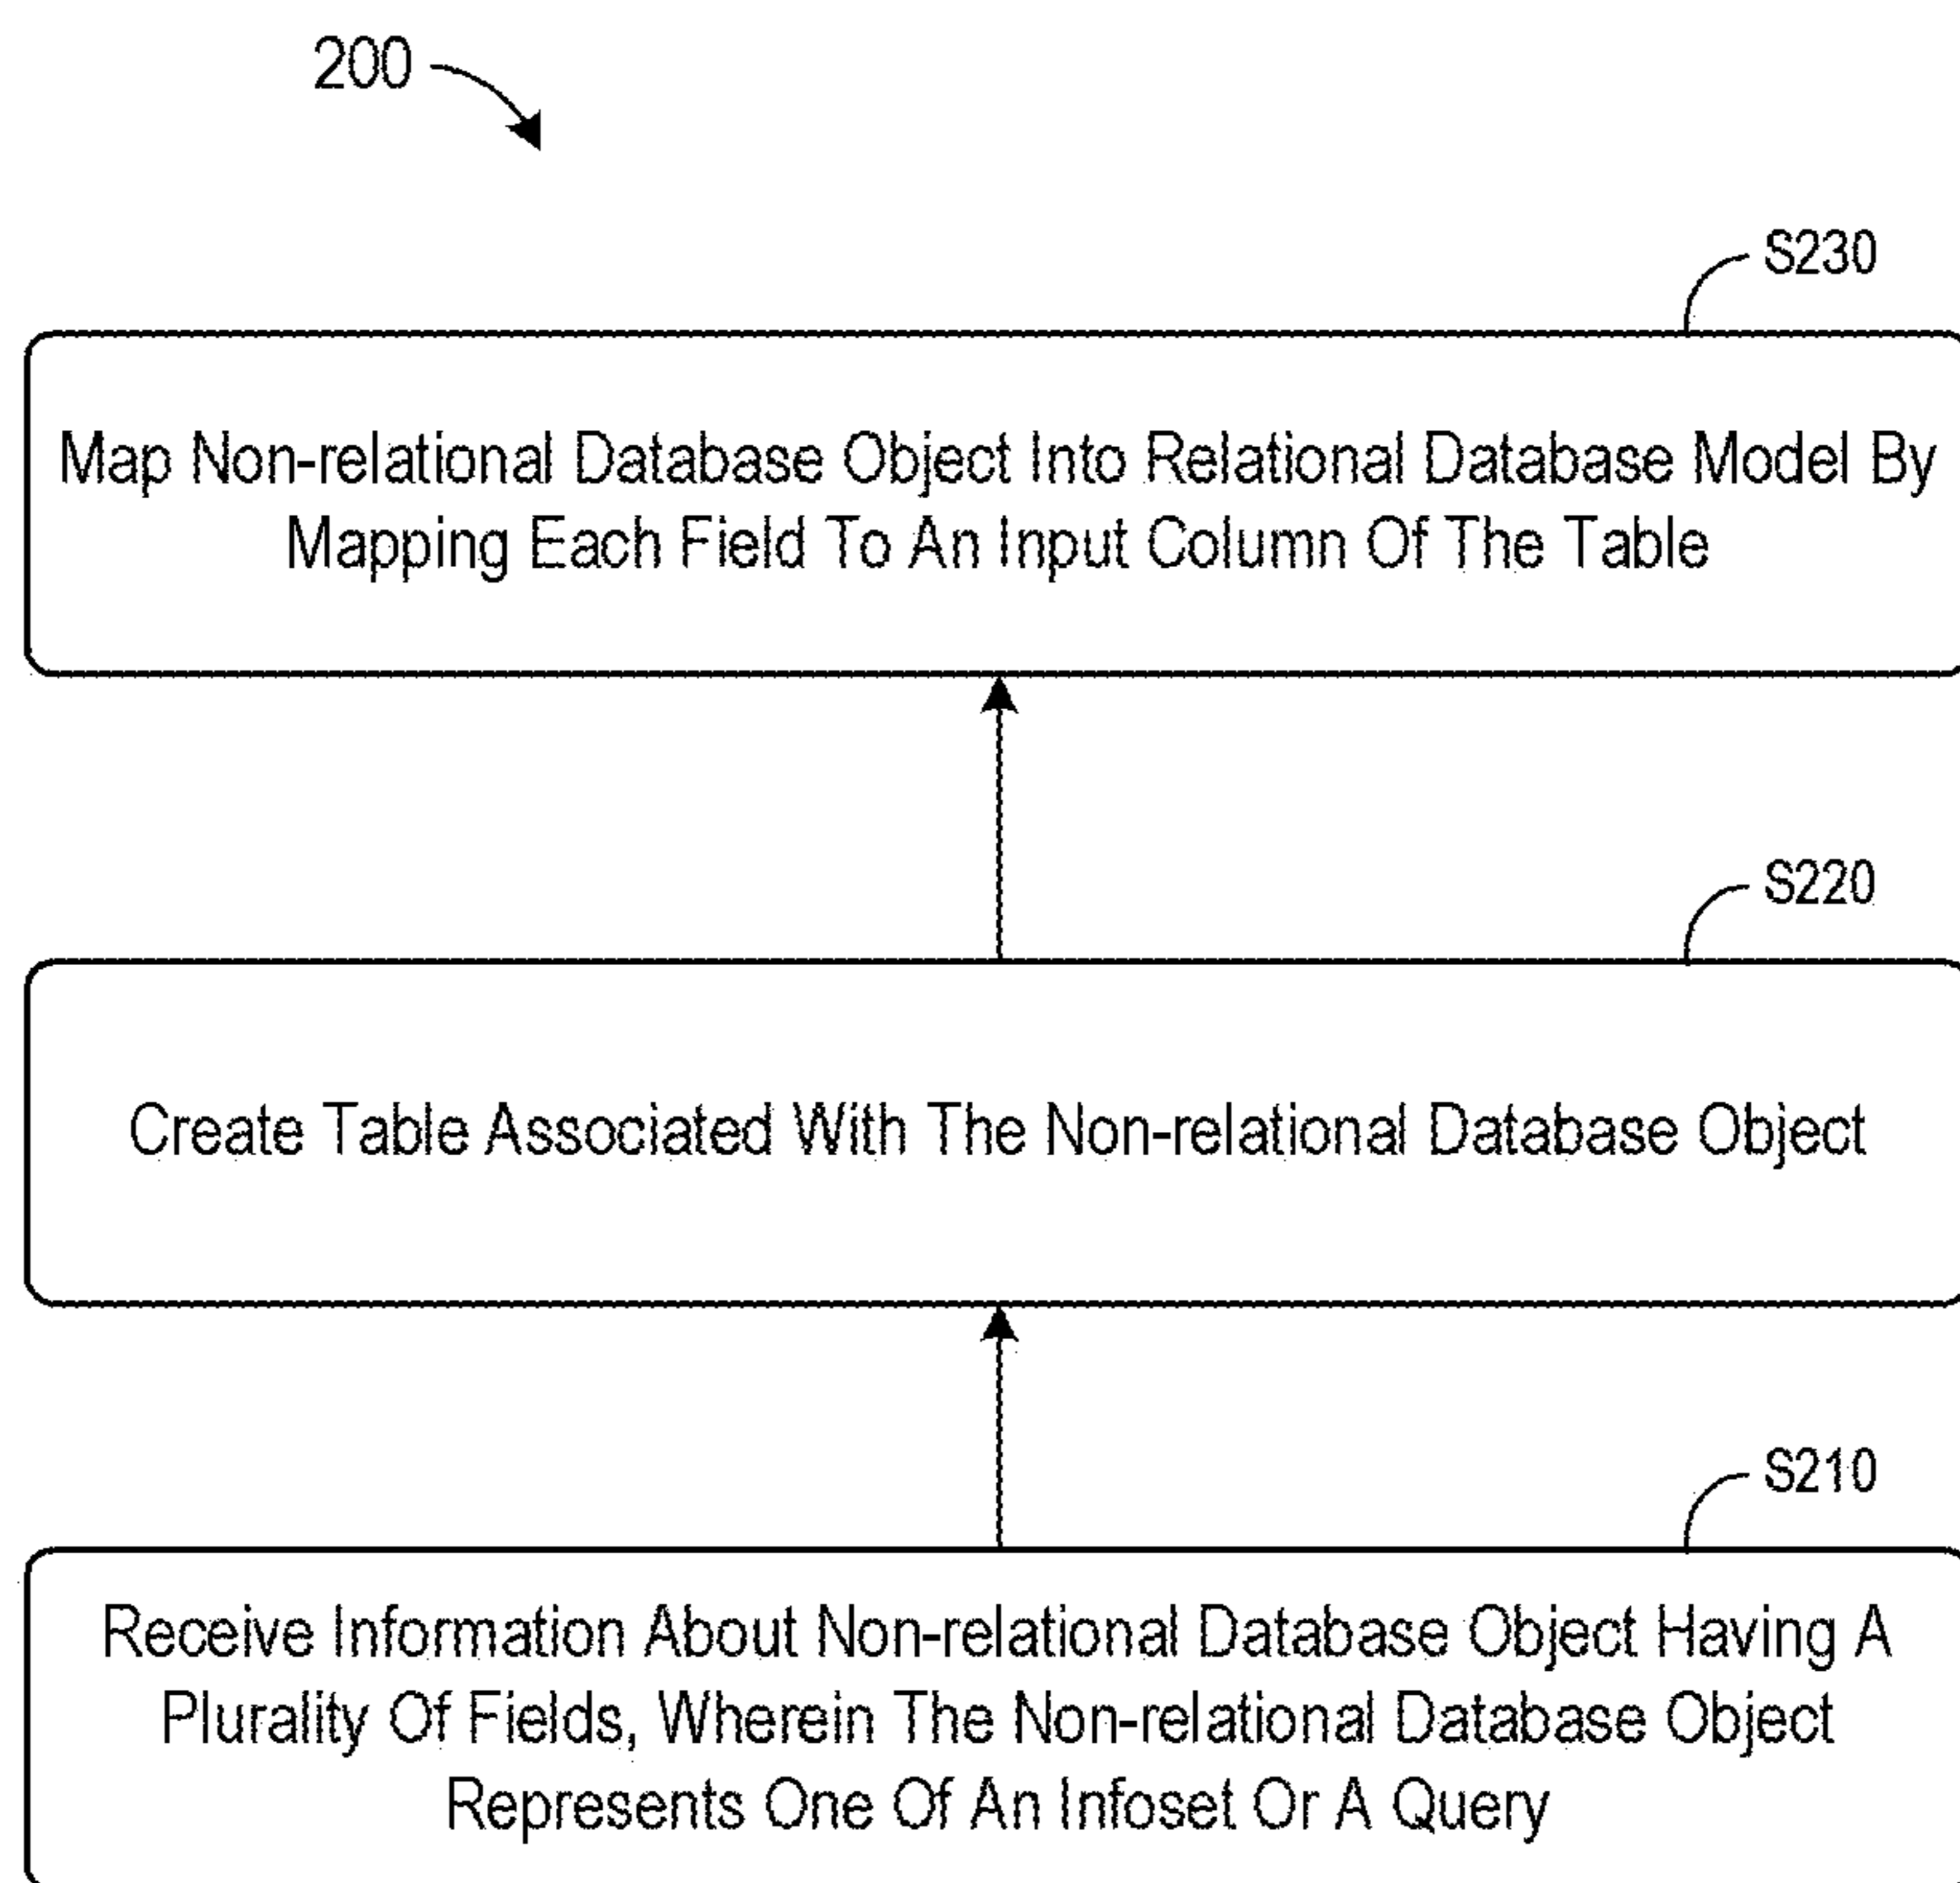 200
S230
Map Non-relational Database Object Into Relational Database Model By
Mapping Each Field To An Input Column Of The Table
S220
Create Table Associated With The Non-relational Database Object
S210
Receive Information About Non-relational Database Object Having A
Plurality Of Fields, Wherein The Non-relational Database Object
Represents One Of An Infoset Or A Query